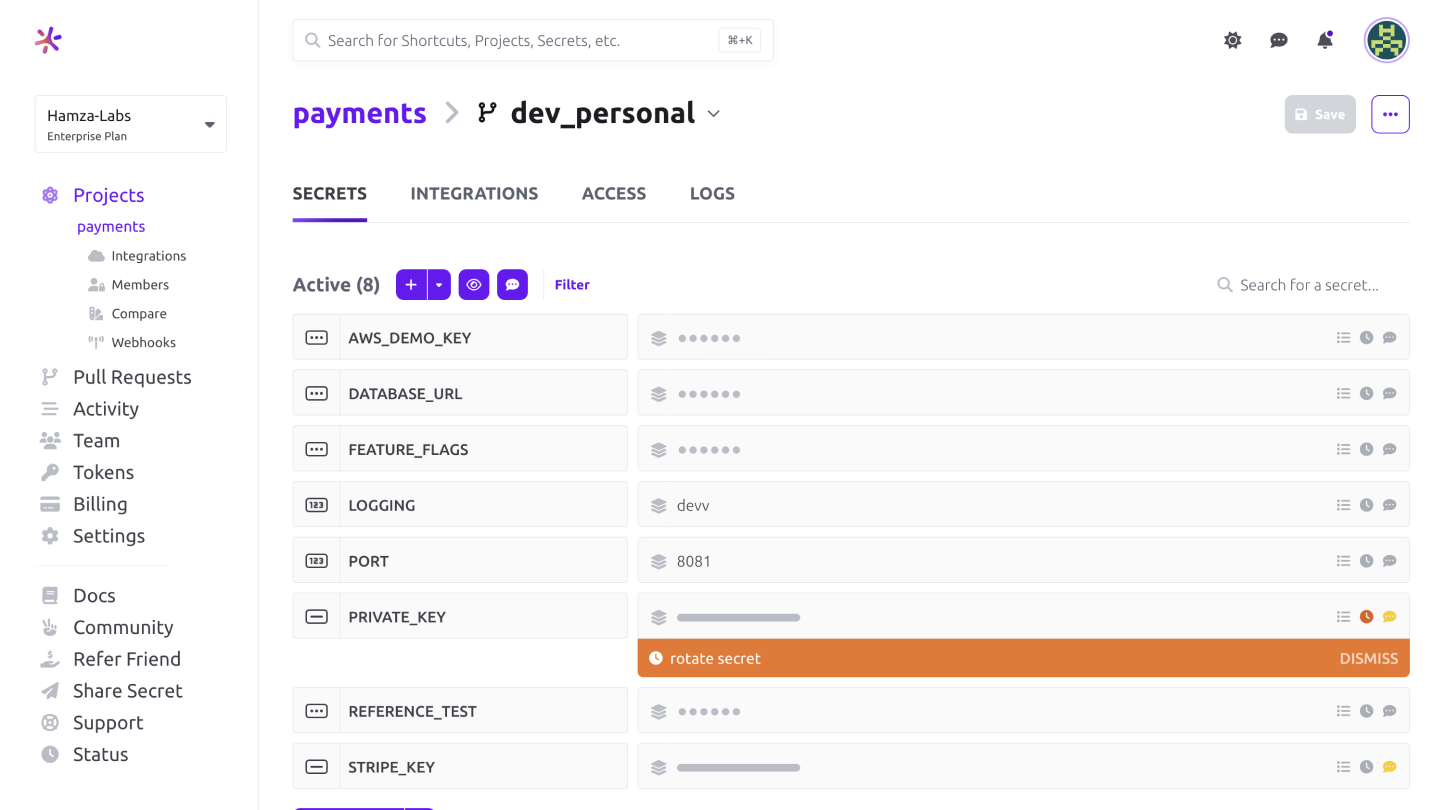 Search for Shortcuts, Projects, Secrets, etc.
⌘+K
Hamza-Labs
Enterprise Plan
Projects
payments
Integrations
Members
Compare
Webhooks
Pull Requests
Activity
Team
Tokens
Billing
Settings
Docs
Community
Refer Friend
Share Secret
Support
Status
payments
dev_personal
Save
SECRETS
INTEGRATIONS
ACCESS
LOGS
Active (8)
Filter
Search for a secret...
AWS_DEMO_KEY
DATABASE_URL
FEATURE_FLAGS
123 LOGGING
devv
123 PORT
8081
PRIVATE_KEY
rotate secret
DISMISS
REFERENCE_TEST
STRIPE_KEY